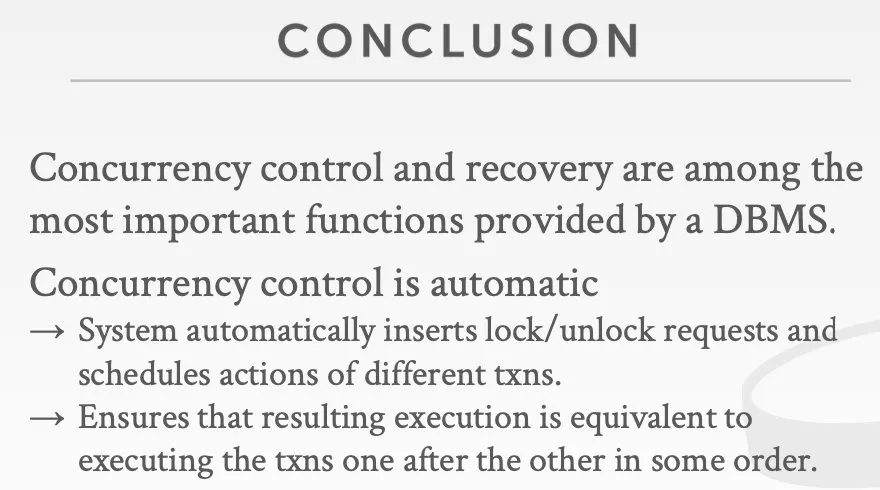 CONCLUSION
Concurrency control and recovery are among the
most important functions provided by a DBMS.
Concurrency control is automatic
→ System automatically inserts lock/unlock requests and
schedules actions of different txns.
→ Ensures that resulting execution is equivalent to
executing the txns one after the other in some order.